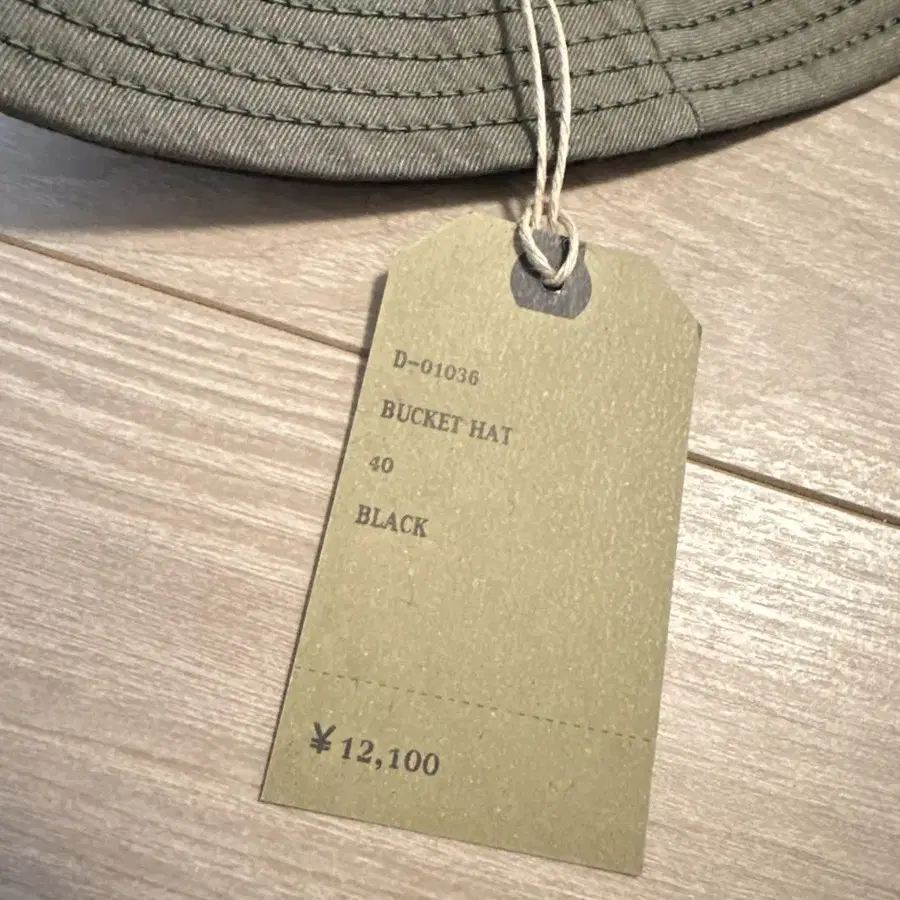 D-01036
BUCKET HAT
40
BLACK
¥12,100